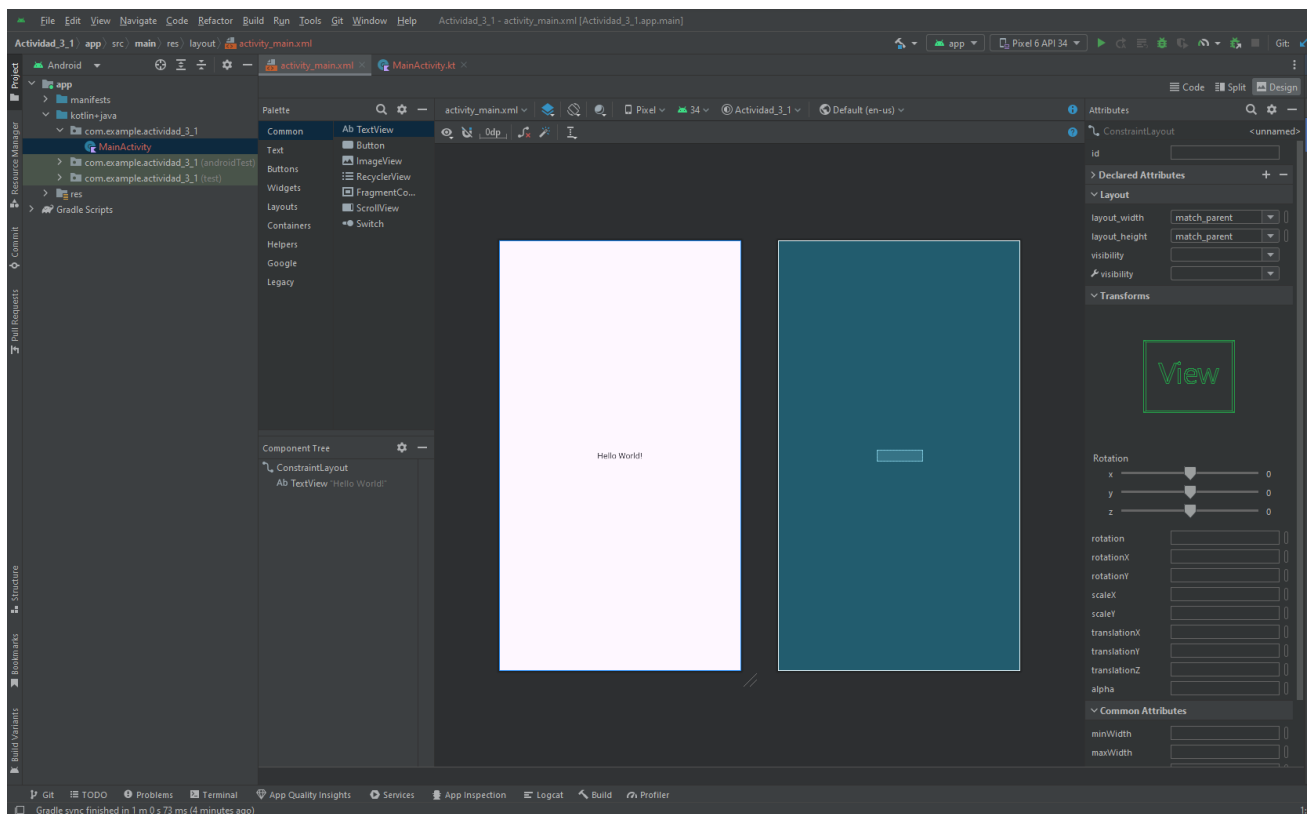 File Edit View Navigate Code Refactor Build Run Tools Git Window Help Actividad_3_1 - activity_main.xml [Actividad_3_1.app.main]
Actividad_3_1 app src main res layout activity_main.xml
app Pixel 6 API 34 Git:
Project
Resource Manager
Commit
Pull Requests
Structure
Bookmarks
Build Variants
Android
app
manifests
kotlin+java
com.example.actividad_3_1
MainActivity
com.example.actividad_3_1 (androidTest)
com.example.actividad_3_1 (test)
res
Gradle Scripts
activity_main.xml MainActivity.kt
Code Split Design
Palette
Common
Text
Buttons
Widgets
Layouts
Containers
Helpers
Google
Legacy
Ab TextView
Button
ImageView
RecyclerView
FragmentCo...
ScrollView
Switch
Component Tree
ConstraintLayout
Ab TextView "Hello World!"
activity_main.xml Pixel 34 Actividad_3_1 Default (en-us)
0dp
Hello World!
Attributes
ConstraintLayout <unnamed>
id
Declared Attributes
Layout
layout_width match_parent
layout_height match_parent
visibility
visibility
Transforms
View
Rotation
x 0
y 0
z 0
rotation
rotationX
rotationY
scaleX
scaleY
translationX
translationY
translationZ
alpha
Common Attributes
minWidth
maxWidth
Git TODO Problems Terminal App Quality Insights Services App Inspection Logcat Build Profiler
Gradle sync finished in 1 m 0 s 73 ms (4 minutes ago)